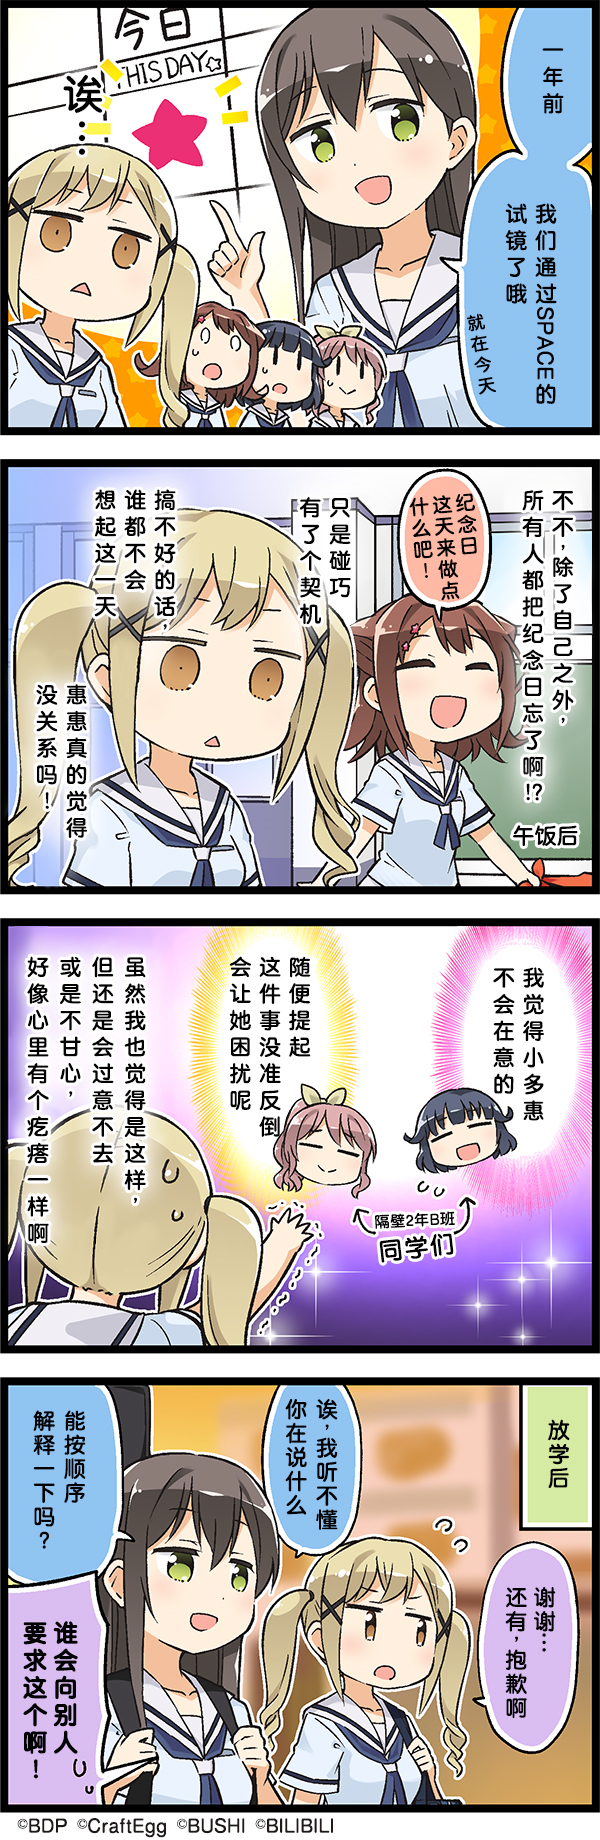 今日
THIS DAY☆
一年前
我们通过SPACE的
试镜了哦
就在今天
诶…
不不，除了自己之外，
所有人都把纪念日忘了啊!?
午饭后
纪念日
这天来做点
什么吧！
只是碰巧
有了个契机
搞不好的话，
谁都不会
想起这一天
惠惠真的觉得
没关系吗！
我觉得小多惠
不会在意的
随便提起
这件事没准反倒
会让她困扰呢
隔壁2年B班
同学们
虽然我也觉得是这样，
但还是会过意不去
或是不甘心，
好像心里有个疙瘩一样啊
放学后
谢谢…
还有，抱歉啊
诶，我听不懂
你在说什么
能按顺序
解释一下吗？
谁会向别人
要求这个啊！
©BDP ©CraftEgg ©BUSHI ©BILIBILI